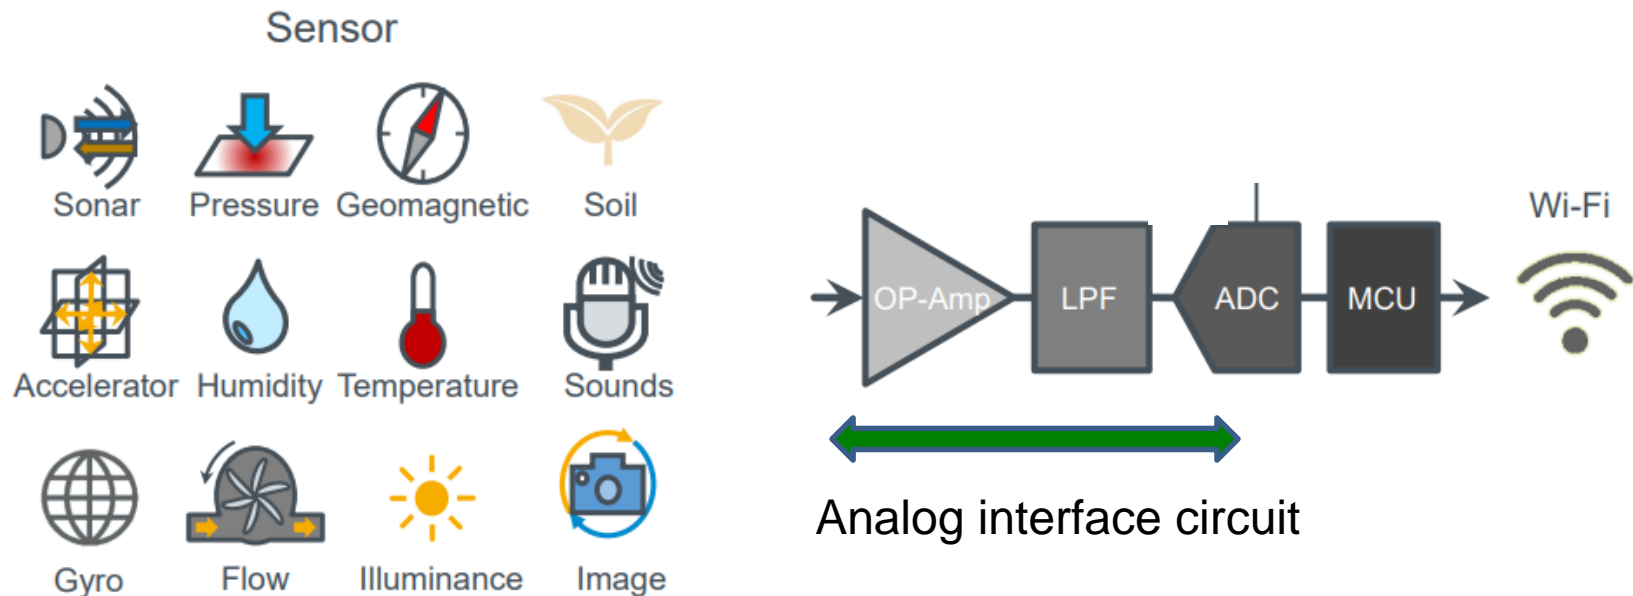 Sensor
Sonar Pressure Geomagnetic Soil
Accelerator Humidity Temperature Sounds
Gyro Flow Illuminance Image
OP-Amp LPF ADC MCU
Wi-Fi
Analog interface circuit